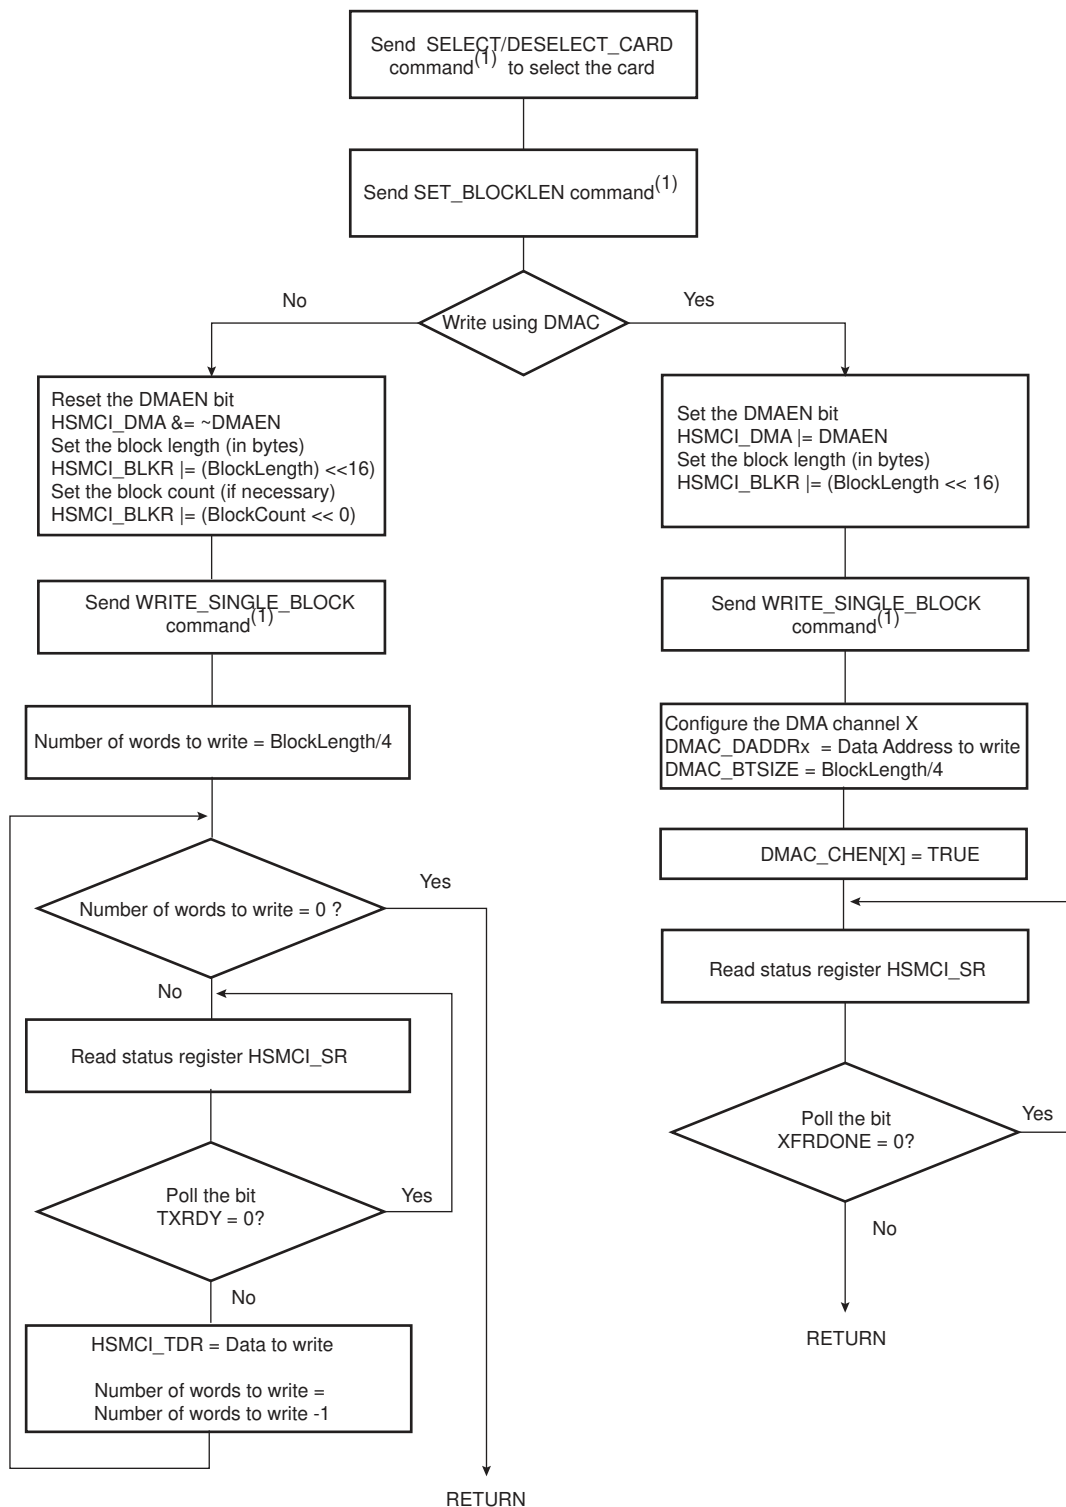 Send SELECT/DESELECT_CARD
command(1) to select the card
Send SET_BLOCKLEN command(1)
No
Yes
Write using DMAC
Reset the DMAEN bit
HSMCI_DMA &= ~DMAEN
Set the block length (in bytes)
HSMCI_BLKR |= (BlockLength) <<16)
Set the block count (if necessary)
HSMCI_BLKR |= (BlockCount << 0)
Set the DMAEN bit
HSMCI_DMA |= DMAEN
Set the block length (in bytes)
HSMCI_BLKR |= (BlockLength << 16)
Send WRITE_SINGLE_BLOCK
command(1)
Send WRITE_SINGLE_BLOCK
command(1)
Number of words to write = BlockLength/4
Configure the DMA channel X
DMAC_DADDRx = Data Address to write
DMAC_BTSIZE = BlockLength/4
DMAC_CHEN[X] = TRUE
Yes
Number of words to write = 0 ?
No
Read status register HSMCI_SR
Read status register HSMCI_SR
Poll the bit
XFRDONE = 0?
Yes
Poll the bit
TXRDY = 0?
Yes
No
No
RETURN
HSMCI_TDR = Data to write
Number of words to write =
Number of words to write -1
RETURN